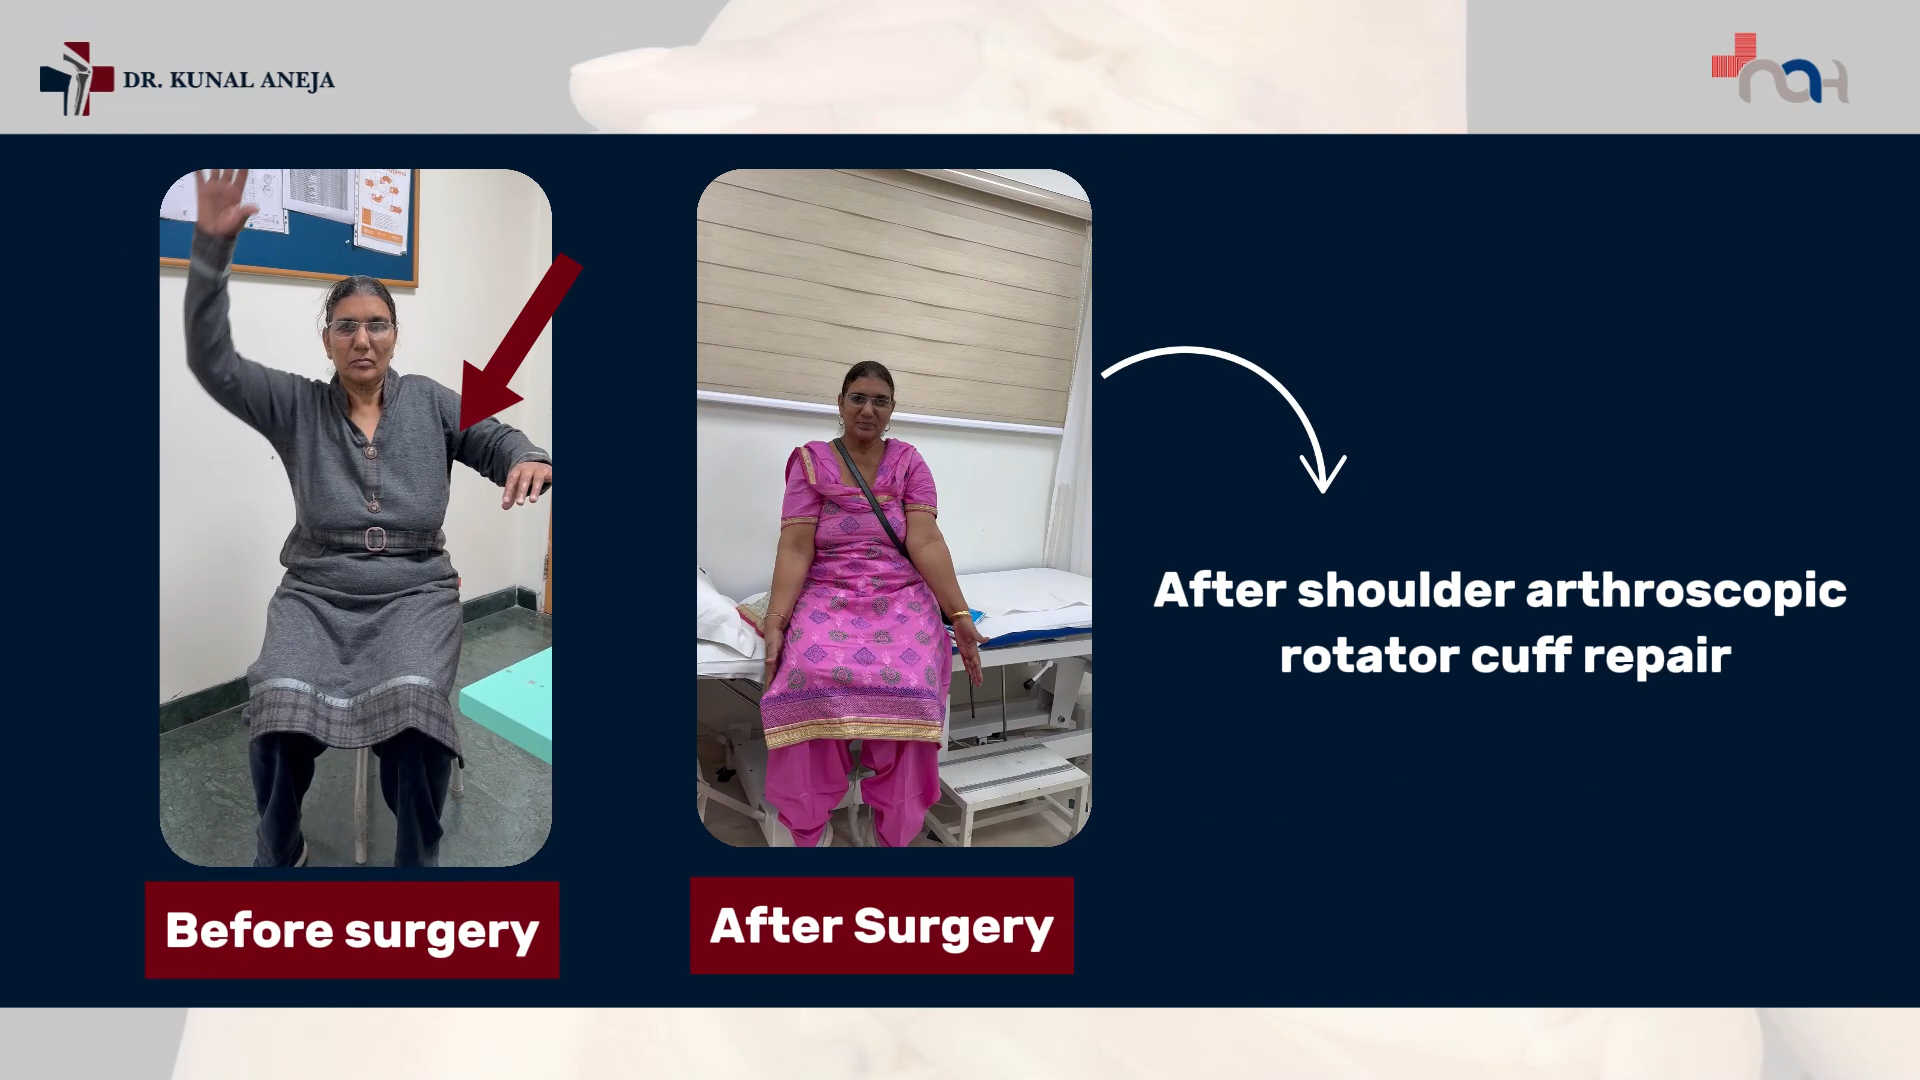 DR. KUNAL ANEJA
Before surgery
After Surgery
After shoulder arthroscopic
rotator cuff repair